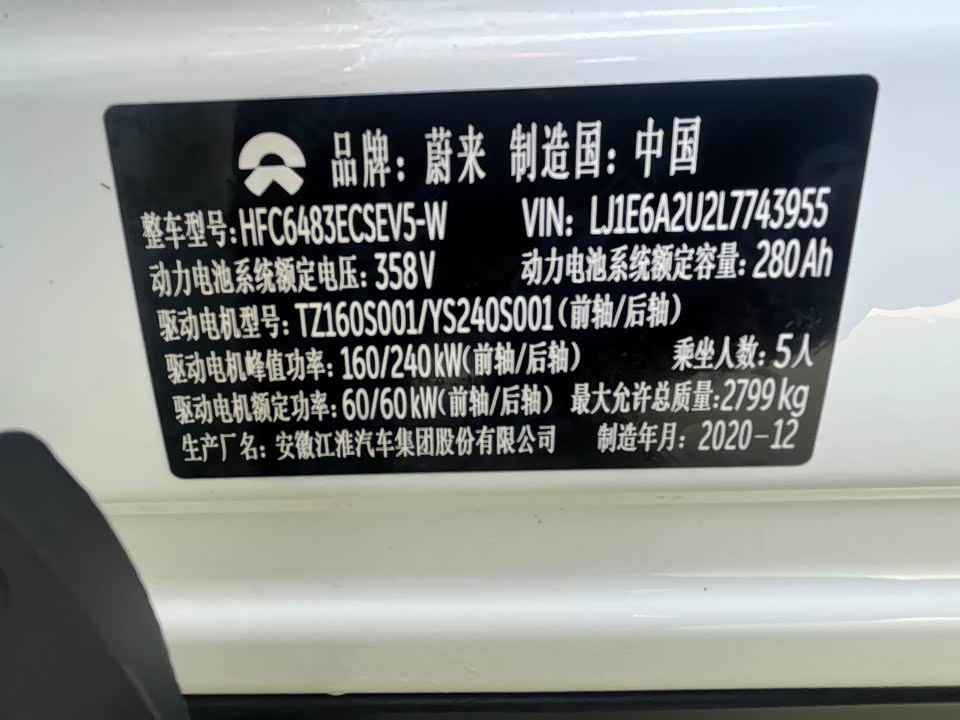 品牌：蔚来 制造国：中国
整车型号：HFC6483ECSEV5-W VIN：LJ1E6A2U2L7743955
动力电池系统额定电压：358V 动力电池系统额定容量：280Ah
驱动电机型号：TZ160S001/YS240S001（前轴/后轴）
驱动电机峰值功率：160/240kW（前轴/后轴） 乘坐人数：5人
驱动电机额定功率：60/60kW（前轴/后轴） 最大允许总质量：2799kg
生产厂名：安徽江淮汽车集团股份有限公司 制造年月：2020-12